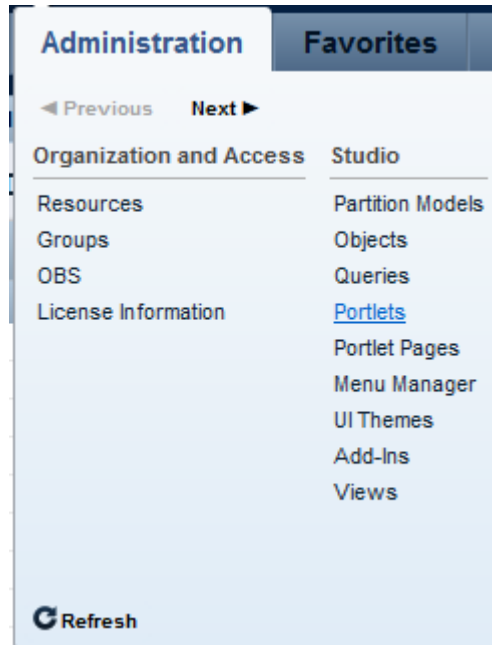 Administration Favorites
◄ Previous Next ►
Organization and Access Studio
Resources Partition Models
Groups Objects
OBS Queries
License Information Portlets
Portlet Pages
Menu Manager
UI Themes
Add-Ins
Views
Refresh